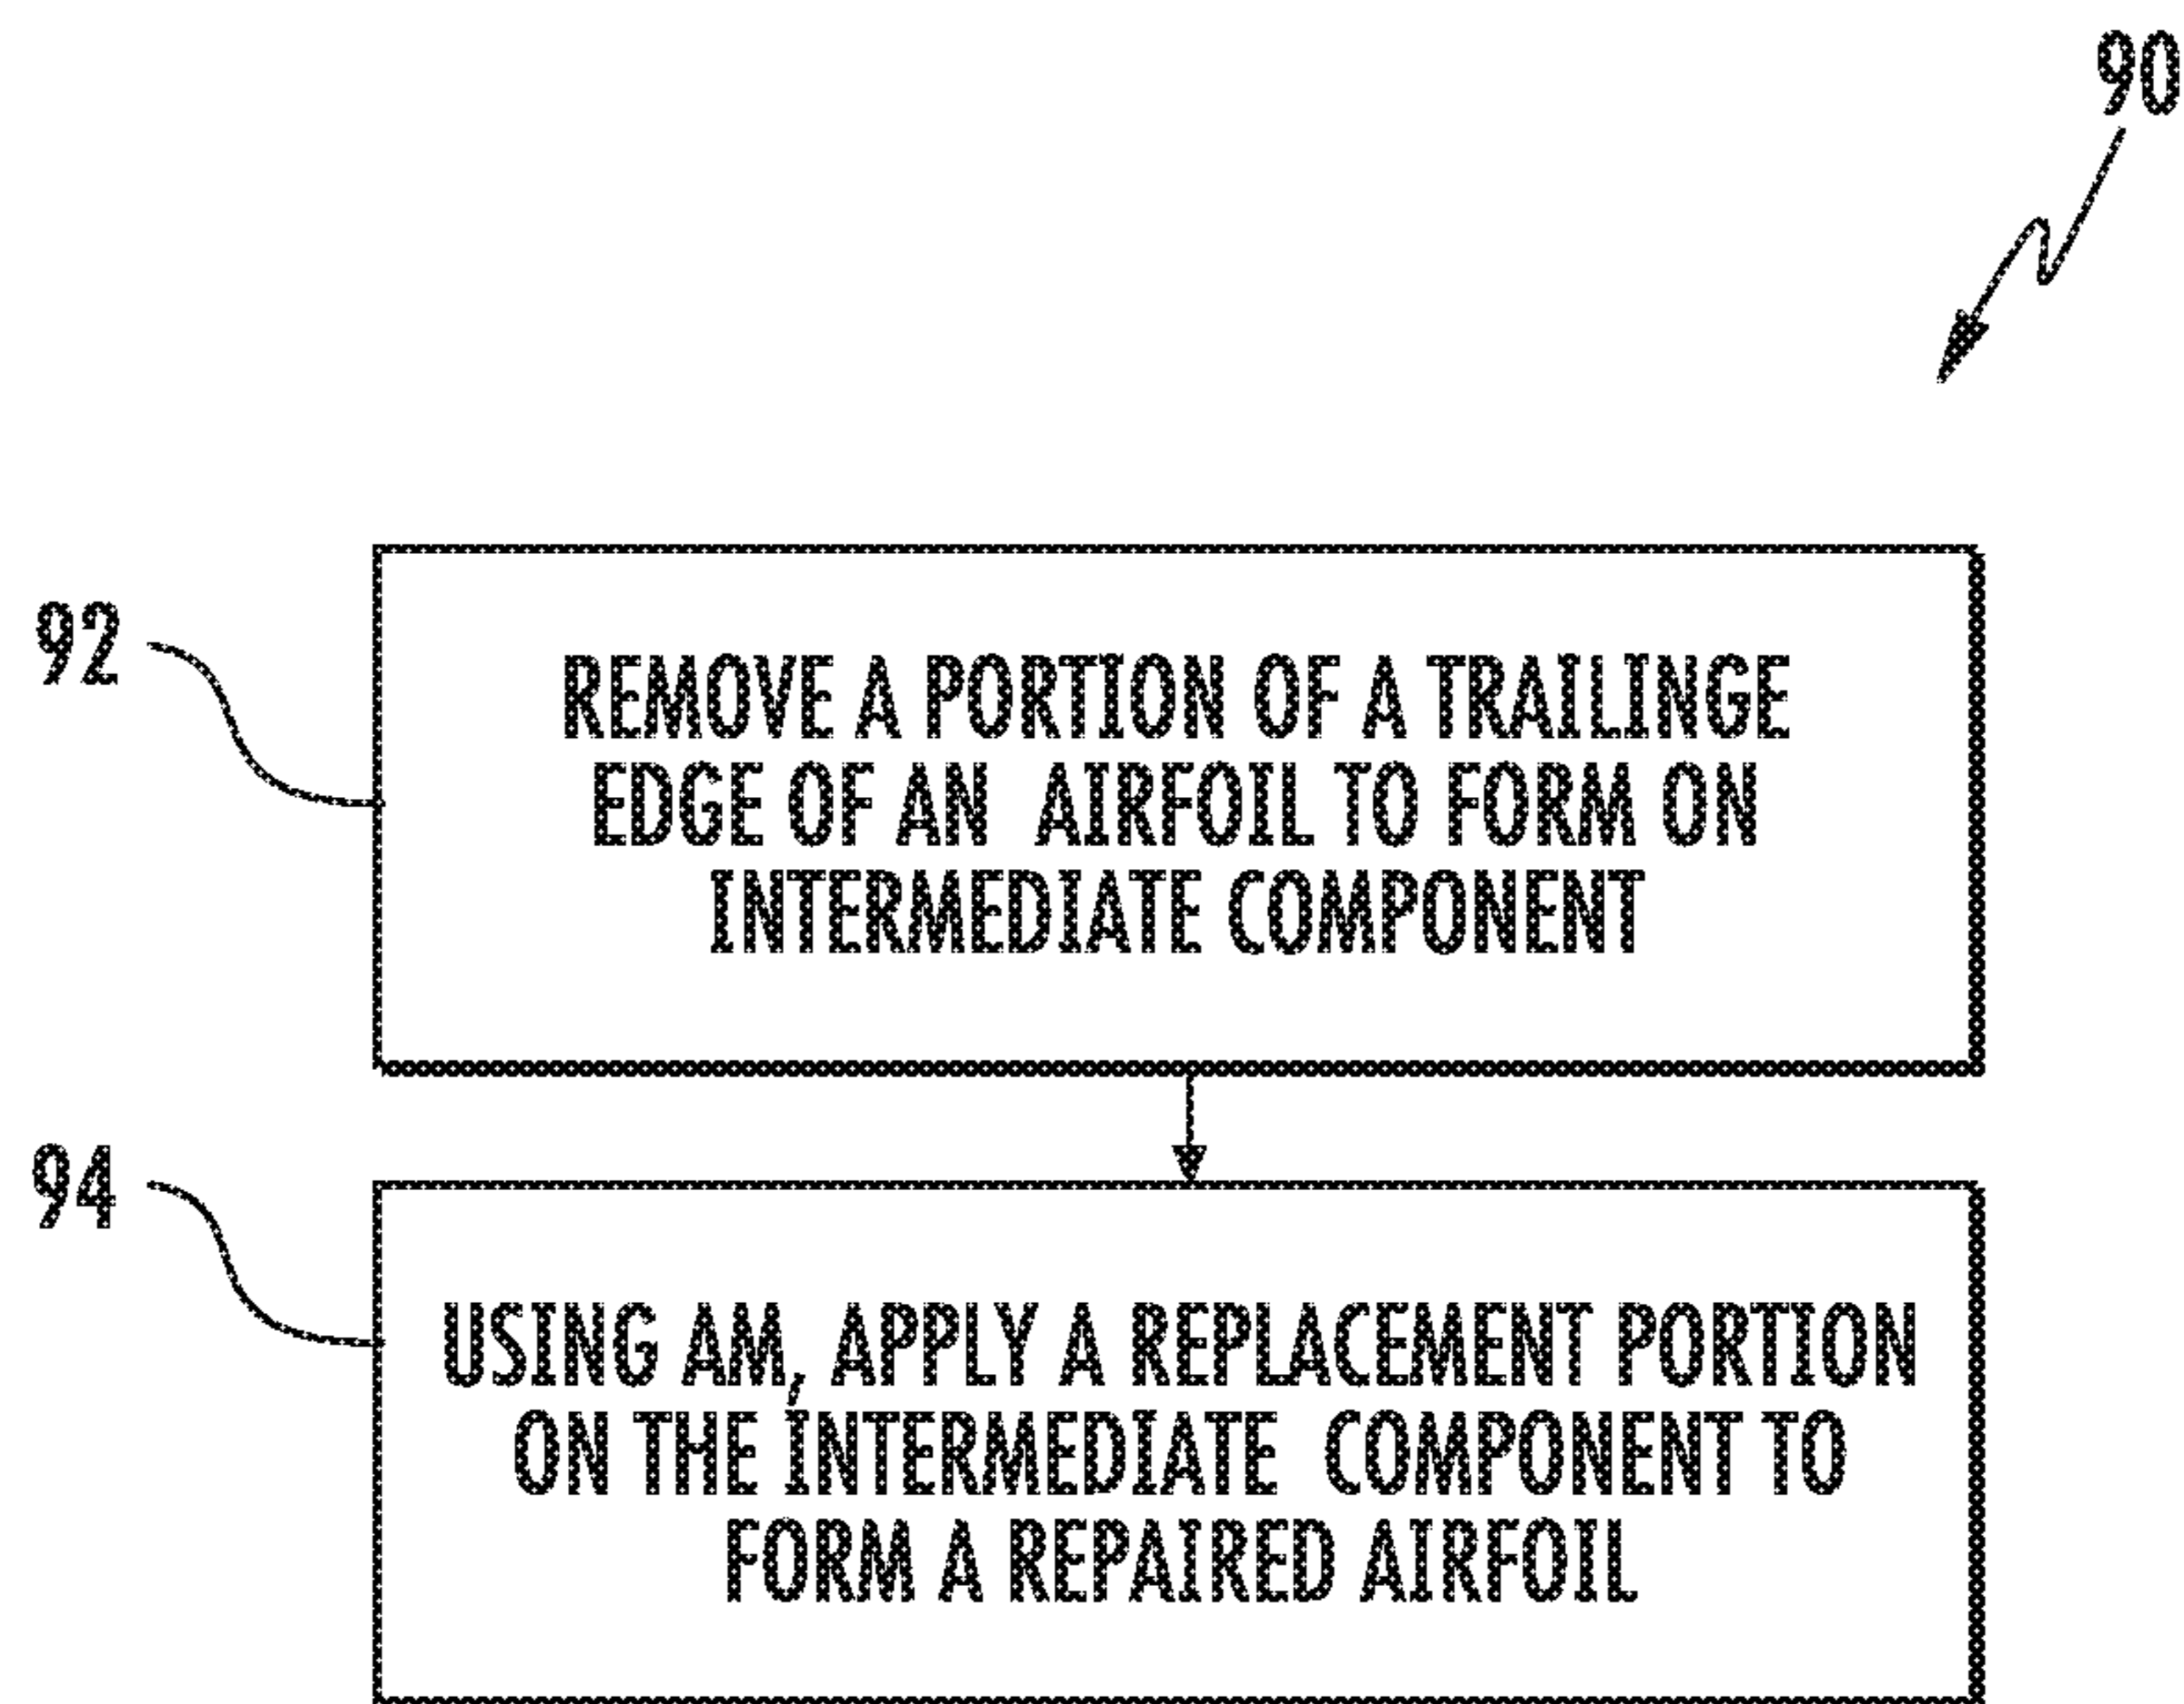 90
92
REMOVE A PORTION OF A TRAILINGE
EDGE OF AN AIRFOIL TO FORM ON
INTERMEDIATE COMPONENT
94
USING AM, APPLY A REPLACEMENT PORTION
ON THE INTERMEDIATE COMPONENT TO
FORM A REPAIRED AIRFOIL